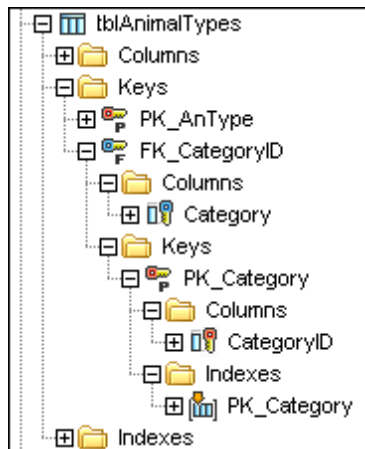 tblAnimalTypes
Columns
Keys
P PK_AnType
F FK_CategoryID
Columns
Category
Keys
P PK_Category
Columns
CategoryID
Indexes
PK_Category
Indexes